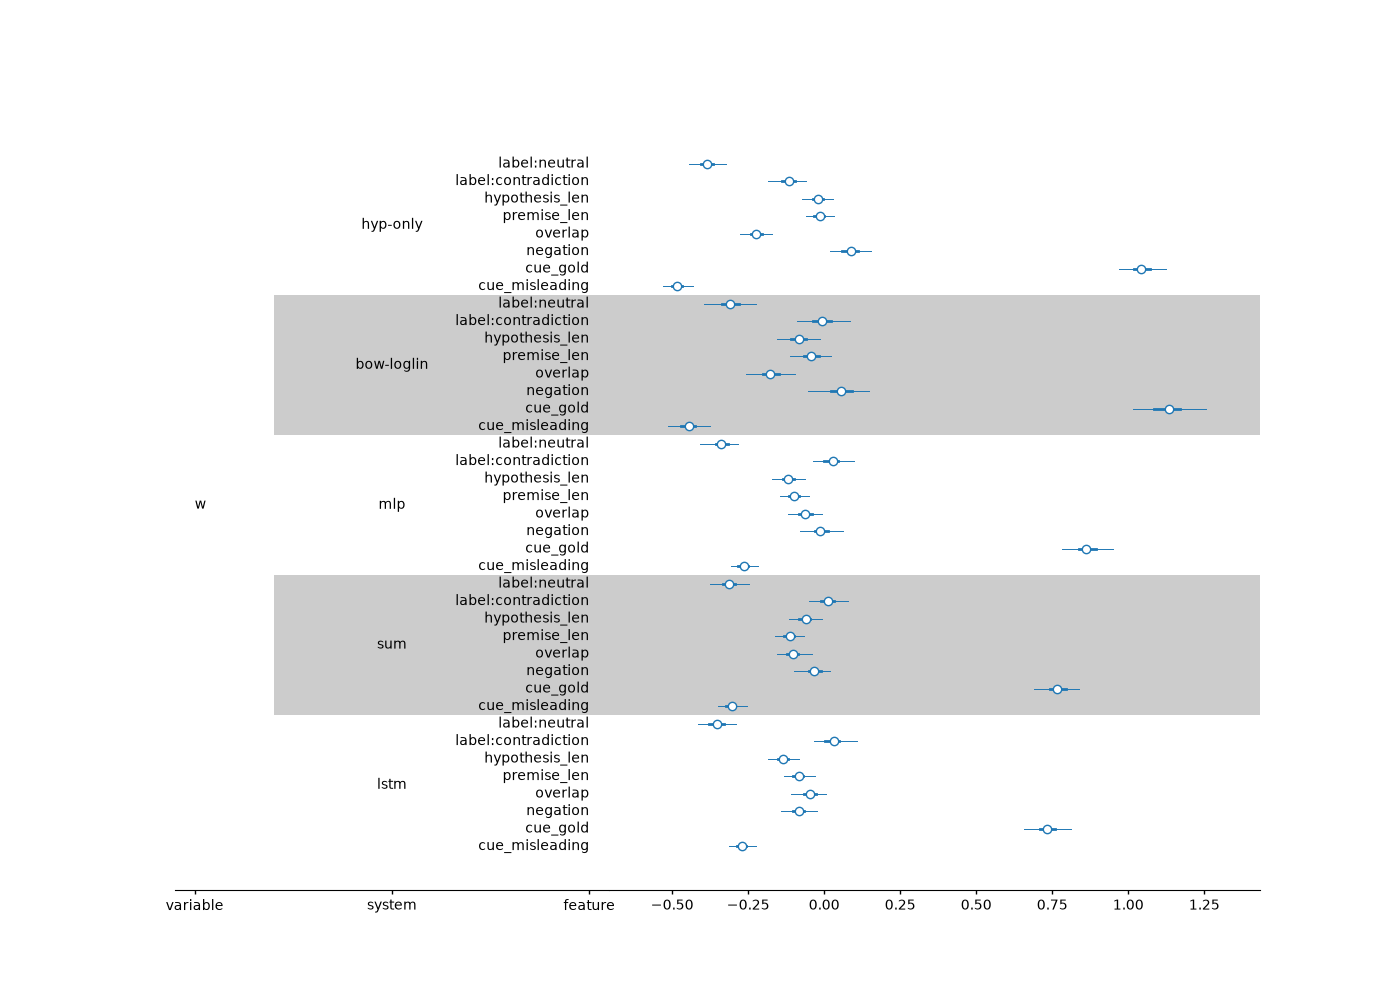 label:neutral
label:contradiction
hypothesis_len
premise_len
hyp-only
overlap
negation
cue_gold
cue_misleading
label:neutral
label:contradiction
hypothesis_len
premise_len
bow-loglin
overlap
negation
cue_gold
cue_misleading
label:neutral
label:contradiction
hypothesis_len
premise_len
w mlp
overlap
negation
cue_gold
cue_misleading
label:neutral
label:contradiction
hypothesis_len
premise_len
sum
overlap
negation
cue_gold
cue_misleading
label:neutral
label:contradiction
hypothesis_len
premise_len
lstm
overlap
negation
cue_gold
cue_misleading
variable system feature −0.50 −0.25 0.00 0.25 0.50 0.75 1.00 1.25